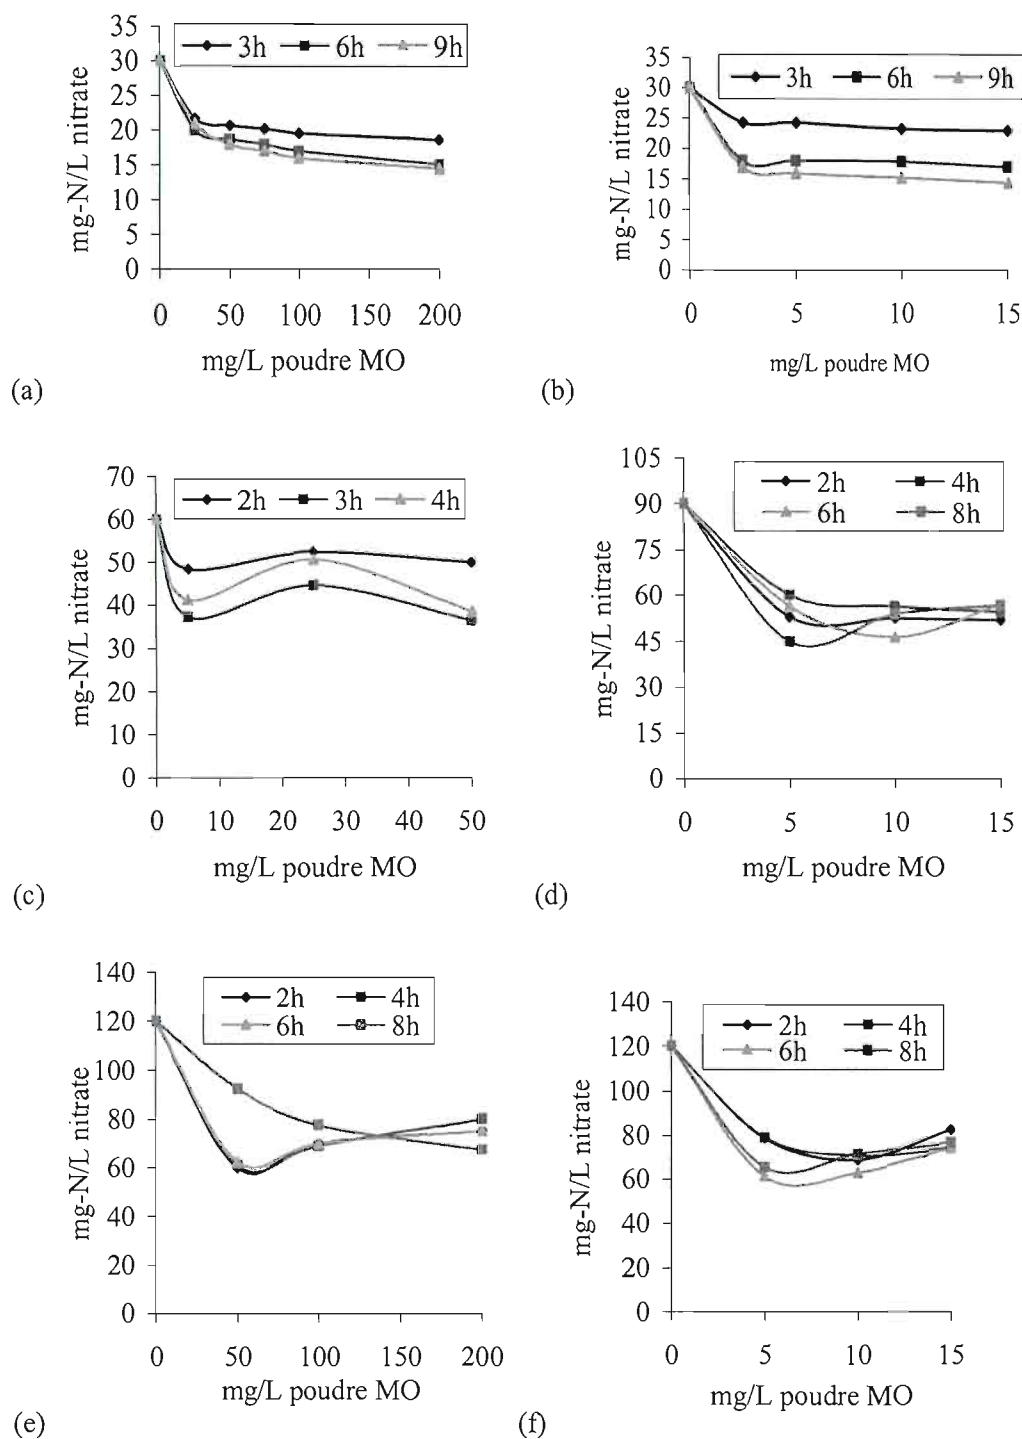 3h 6h 9h
mg-N/L nitrate
35
30
25
20
15
10
5
0
0 50 100 150 200
mg/L poudre MO
(a)
3h 6h 9h
mg-N/L nitrate
35
30
25
20
15
10
5
0
0 5 10 15
mg/L poudre MO
(b)
2h 3h 4h
mg-N/L nitrate
70
60
50
40
30
20
10
0
0 10 20 30 40 50
mg/L poudre MO
(c)
2h 4h
6h 8h
mg-N/L nitrate
105
90
75
60
45
30
15
0
0 5 10 15
mg/L poudre MO
(d)
2h 4h
6h 8h
mg-N/L nitrate
140
120
100
80
60
40
20
0
0 50 100 150 200
mg/L poudre MO
(e)
2h 4h
6h 8h
mg-N/L nitrate
140
120
100
80
60
40
20
0
0 5 10 15
mg/L poudre MO
(f)